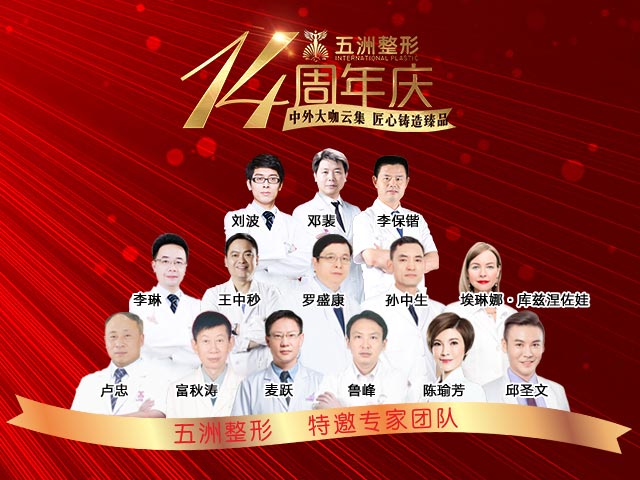 五洲整形
INTERNATIONAL PLASTIC
14周年庆
中外大咖云集 匠心铸造臻品
刘波 邓裴 李保锴
李琳 王中秒 罗盛康 孙中生 埃琳娜·库兹涅佐娃
卢忠 富秋涛 麦跃 鲁峰 陈瑜芳 邱圣文
五洲整形 特邀专家团队